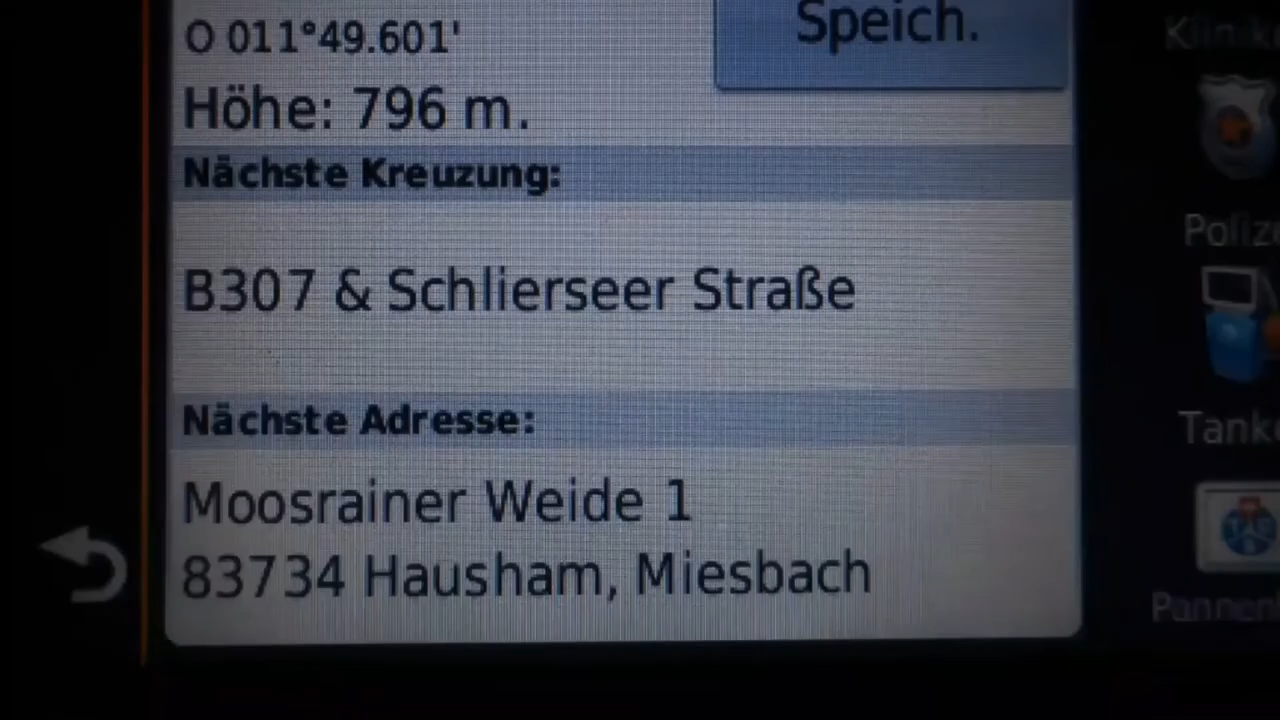 O 011°49.601'
Speich.
Höhe: 796 m.
Nächste Kreuzung:
B307 & Schlierseer Straße
Nächste Adresse:
Moosrainer Weide 1
83734 Hausham, Miesbach